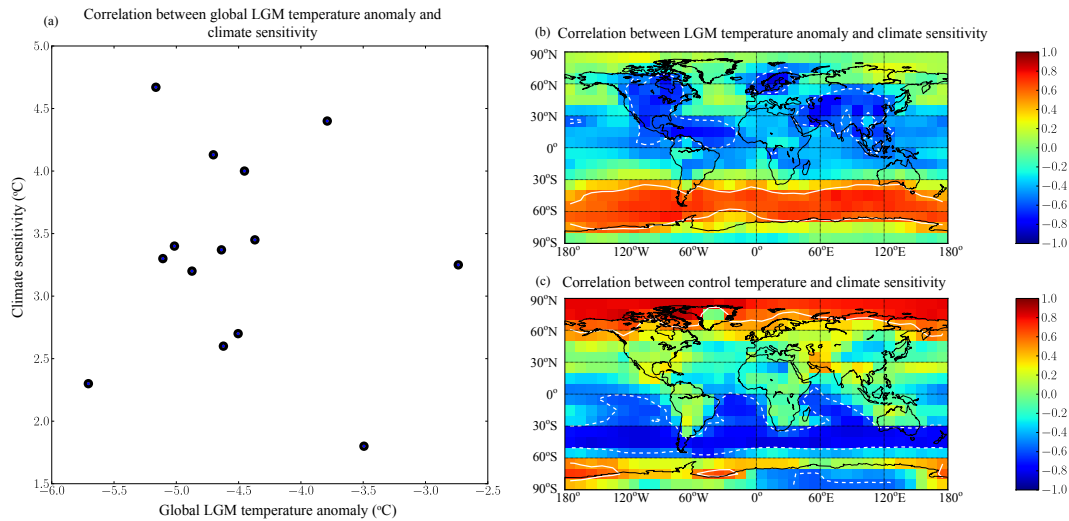 (a)
Correlation between global LGM temperature anomaly and
climate sensitivity
5.0
4.5
4.0
3.5
3.0
2.5
2.0
1.5
Climate sensitivity (°C)
−6.0 −5.5 −5.0 −4.5 −4.0 −3.5 −3.0 −2.5
Global LGM temperature anomaly (°C)
(b) Correlation between LGM temperature anomaly and climate sensitivity
90°N
60°N
30°N
0°
30°S
60°S
90°S
180° 120°W 60°W 0° 60°E 120°E 180°
1.0
0.8
0.6
0.4
0.2
0.0
−0.2
−0.4
−0.6
−0.8
−1.0
(c) Correlation between control temperature and climate sensitivity
90°N
60°N
30°N
0°
30°S
60°S
90°S
180° 120°W 60°W 0° 60°E 120°E 180°
1.0
0.8
0.6
0.4
0.2
0.0
−0.2
−0.4
−0.6
−0.8
−1.0